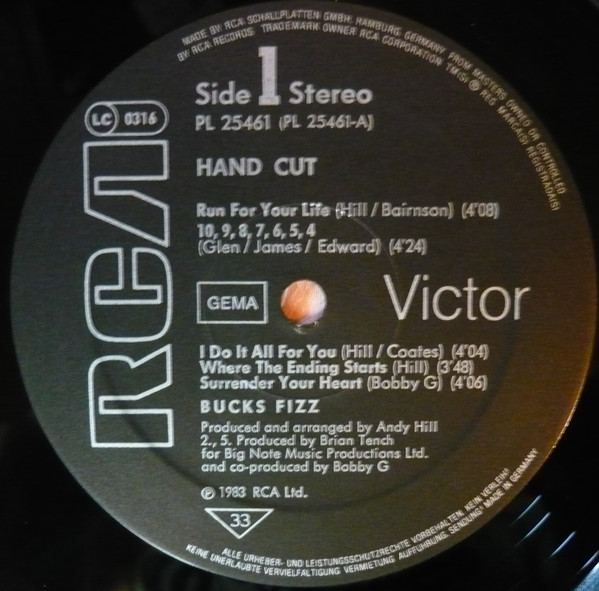 MADE BY RCA SCHALLPLATTEN GMBH. HAMBURG, GERMANY, FROM MASTERS OWNED OR CONTROLLED
BY RCA RECORDS. TRADEMARK OWNER RCA CORPORATION TM(S) ® REG. MARCA(S) REGISTRADA(S)
Side 1 Stereo
PL 25461 (PL 25461-A)
LC 0316
RCA
HAND CUT
Run For Your Life (Hill / Bairnson) (4'08)
10, 9, 8, 7, 6, 5, 4
(Glen / James / Edward) (4'24)
GEMA
Victor
I Do It All For You (Hill / Coates) (4'04)
Where The Ending Starts (Hill) (3'48)
Surrender Your Heart (Bobby G) (4'06)
BUCKS FIZZ
Produced and arranged by Andy Hill
2., 5. Produced by Brian Tench
for Big Note Music Productions Ltd.
and co-produced by Bobby G
℗ 1983 RCA Ltd.
33
ALLE URHEBER- UND LEISTUNGSSCHUTZRECHTE VORBEHALTEN. KEIN VERLEIH!
KEINE UNERLAUBTE VERVIELFÄLTIGUNG, VERMIETUNG, AUFFÜHRUNG, SENDUNG! MADE IN GERMANY